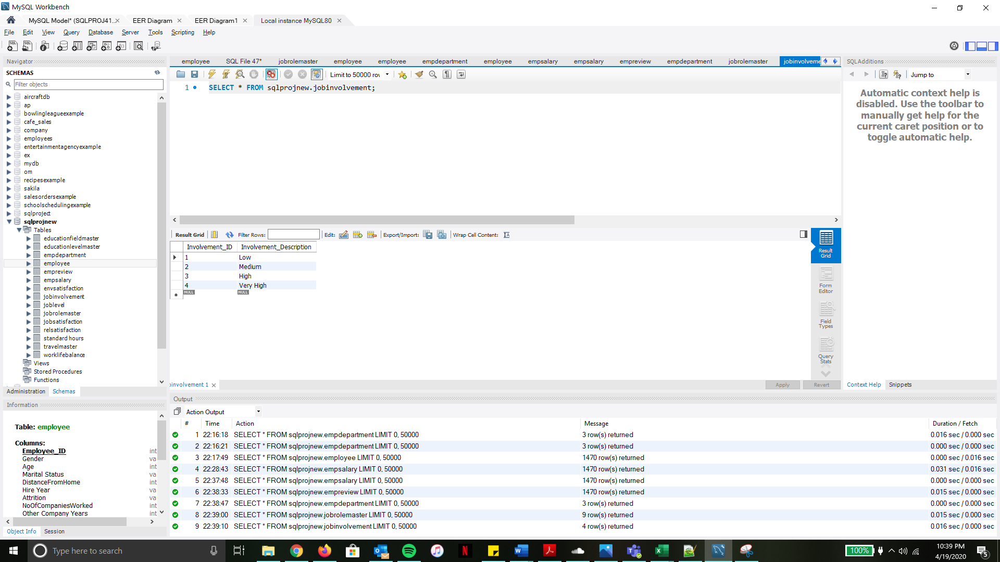 MySQL Workbench
MySQL Model* (SQLPROJ41.. EER Diagram EER Diagram1 Local instance MySQL80
File Edit View Query Database Server Tools Scripting Help
Navigator
SCHEMAS
Filter objects
aircraftdb
ap
bowlingleagueexample
cafe_sales
company
employees
entertainmentagencyexample
ex
mydb
om
recipesexample
sakila
salesordersexample
schoolschedulingexample
sqlproject
sqlprojnew
Tables
educationfieldmaster
educationlevelmaster
empdepartment
employee
empreview
empsalary
envsatisfaction
jobinvolvement
joblevel
jobrolemaster
jobsatisfaction
relsatisfaction
standard hours
travelmaster
worklifebalance
Views
Stored Procedures
Functions
Administration Schemas
Information
Table: employee
Columns:
Employee_ID int
Gender va
Age int
Marital Status va
DistanceFromHome int
Hire Year va
Attrition va
NoOfCompaniesWorked int
Other Company Years int
Object Info Session
employee SQL File 47* jobrolemaster employee employee empdepartment employee empsalary empsalary empreview empdepartment jobrolemaster jobinvolveme
Limit to 50000 rov
1 SELECT * FROM sqlprojnew.jobinvolvement;
Result Grid Filter Rows: Edit: Export/Import: Wrap Cell Content:
Involvement_ID Involvement_Description
1 Low
2 Medium
3 High
4 Very High
NULL NULL
Result Grid
Form Editor
Field Types
Query Stats
binvolvement 1
Apply Revert
SQLAdditions
Jump to
Automatic context help is
disabled. Use the toolbar to
manually get help for the
current caret position or to
toggle automatic help.
Context Help Snippets
Output
Action Output
# Time Action Message Duration / Fetch
1 22:16:18 SELECT * FROM sqlprojnew.empdepartment LIMIT 0, 50000 3 row(s) returned 0.016 sec / 0.000 sec
2 22:16:21 SELECT * FROM sqlprojnew.empdepartment LIMIT 0, 50000 3 row(s) returned 0.000 sec / 0.000 sec
3 22:17:49 SELECT * FROM sqlprojnew.employee LIMIT 0, 50000 1470 row(s) returned 0.000 sec / 0.016 sec
4 22:28:43 SELECT * FROM sqlprojnew.empsalary LIMIT 0, 50000 1470 row(s) returned 0.031 sec / 0.016 sec
5 22:37:48 SELECT * FROM sqlprojnew.empsalary LIMIT 0, 50000 1470 row(s) returned 0.000 sec / 0.000 sec
6 22:38:33 SELECT * FROM sqlprojnew.empreview LIMIT 0, 50000 1470 row(s) returned 0.015 sec / 0.000 sec
7 22:38:47 SELECT * FROM sqlprojnew.empdepartment LIMIT 0, 50000 3 row(s) returned 0.000 sec / 0.000 sec
8 22:39:00 SELECT * FROM sqlprojnew.jobrolemaster LIMIT 0, 50000 9 row(s) returned 0.015 sec / 0.000 sec
9 22:39:10 SELECT * FROM sqlprojnew.jobinvolvement LIMIT 0, 50000 4 row(s) returned 0.016 sec / 0.000 sec
Type here to search
100%
10:39 PM
4/19/2020
5